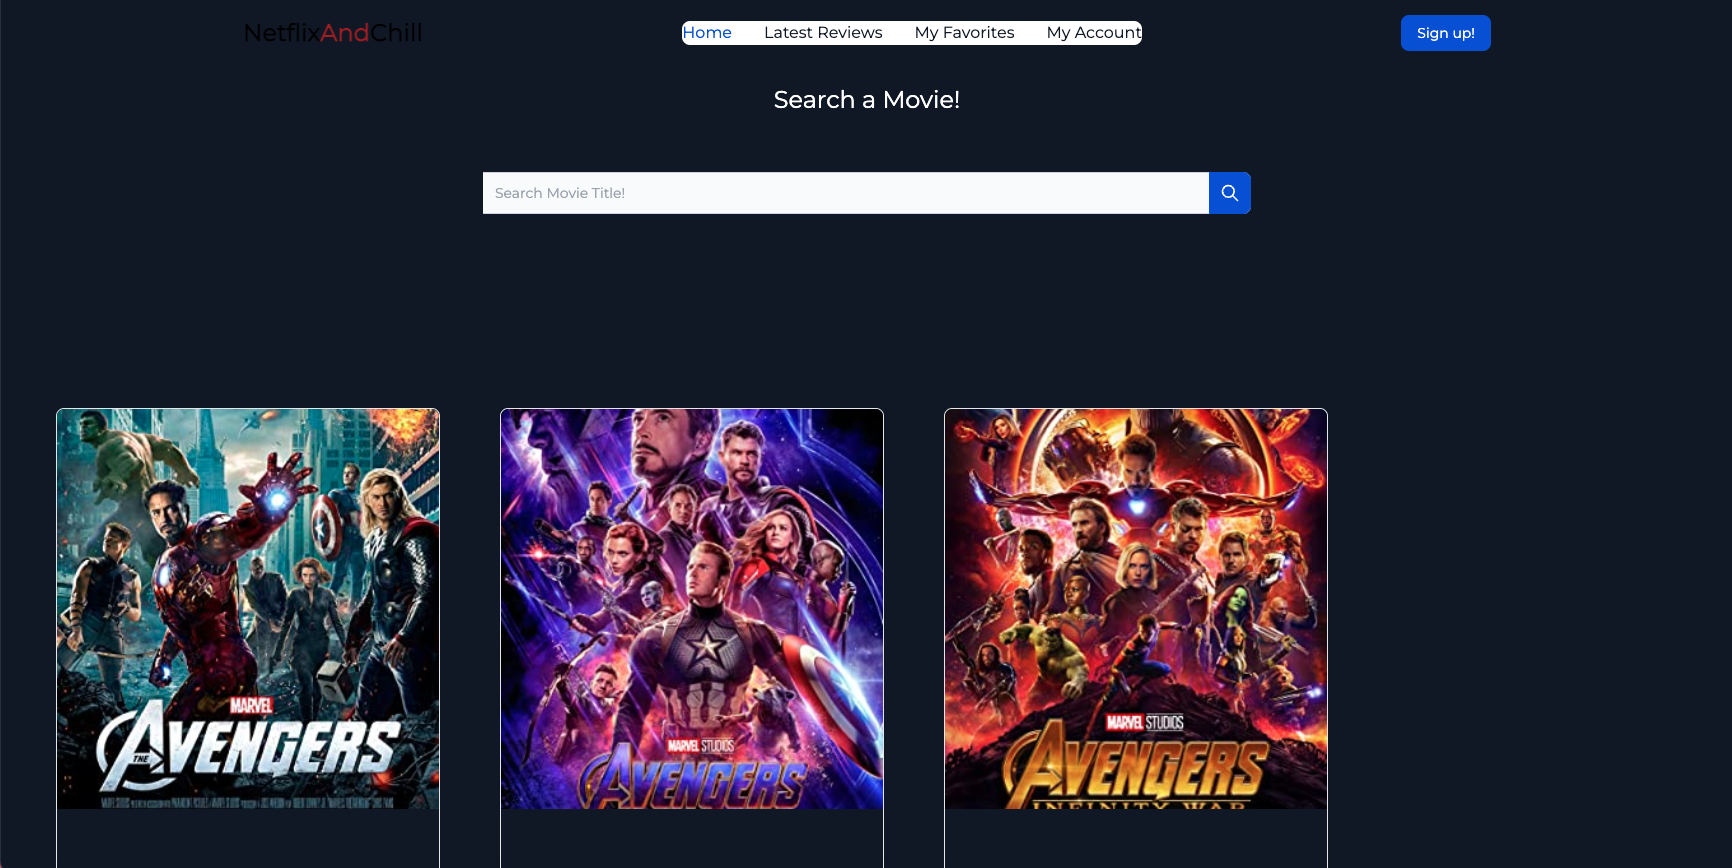 NetflixAndChill
Home Latest Reviews My Favorites My Account
Sign up!
Search a Movie!
Search Movie Title!
MARVEL
THE AVENGERS
MARVEL STUDIOS
AVENGERS
MARVEL STUDIOS
AVENGERS
INFINITY WAR